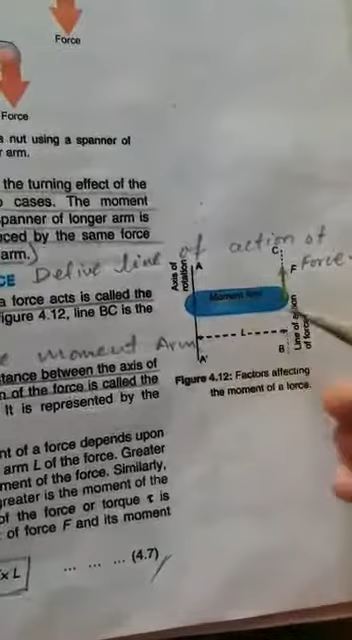 Force
Force
a nut using a spanner of
arm.
the turning effect of the
cases. The moment
spanner of longer arm is
uced by the same force
arm.)
CE Define line of action of Force.
a force acts is called the
figure 4.12, line BC is the
Moment Arm
tance between the axis of
n of the force is called the
It is represented by the
nt of a force depends upon
arm L of the force. Greater
ment of the force. Similarly,
greater is the moment of the
of the force or torque τ is
of force F and its moment
... ... ... (4.7)
x L
Axis of
rotation
A
C
F
Moment arm
L
A'
B
Line of action
of force
Figure 4.12: Factors affecting
the moment of a force.